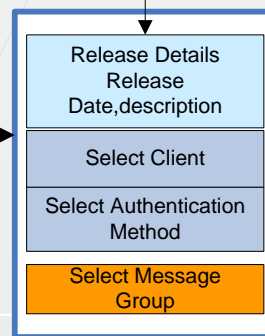 Release Details
Release
Date,description
Select Client
Select Authentication
Method
Select Message
Group